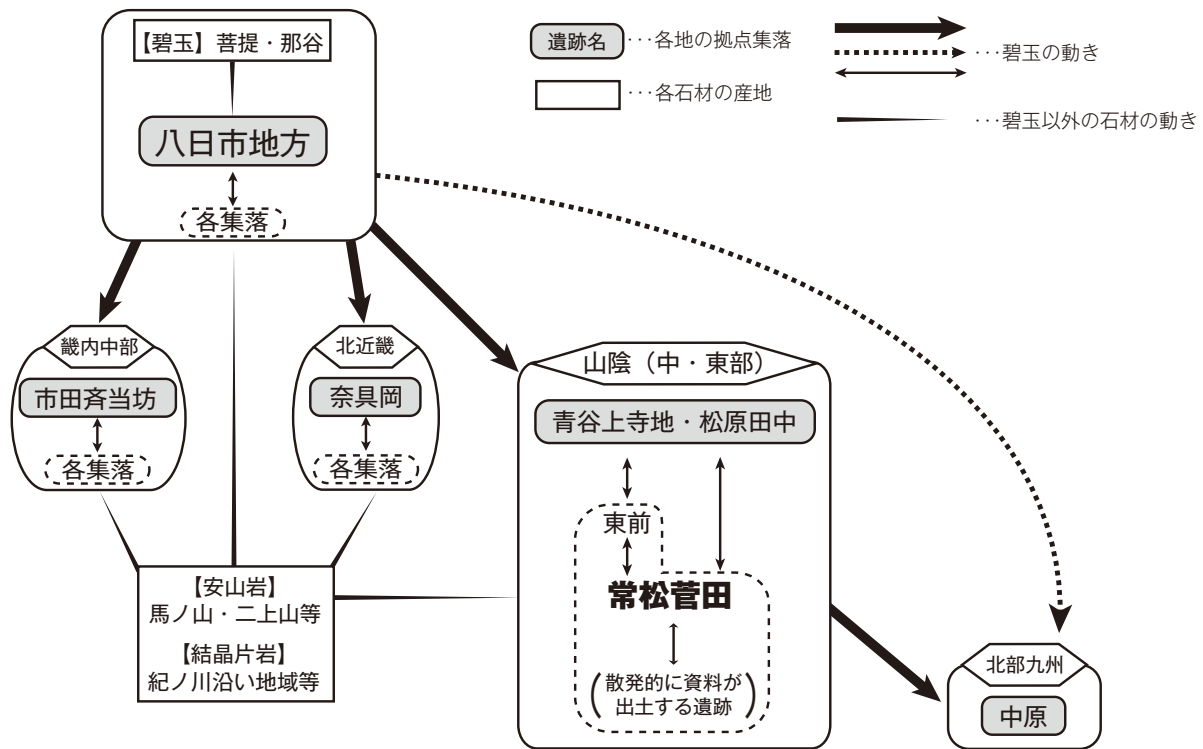 【碧玉】菩提・那谷
八日市地方
各集落
遺跡名
･･･各地の拠点集落
･･･各石材の産地
･･･碧玉の動き
･･･碧玉以外の石材の動き
畿内中部
市田斉当坊
各集落
北近畿
奈具岡
各集落
山陰（中・東部）
青谷上寺地・松原田中
東前
常松菅田
（散発的に資料が
出土する遺跡）
【安山岩】
馬ノ山・二上山等
【結晶片岩】
紀ノ川沿い地域等
北部九州
中原